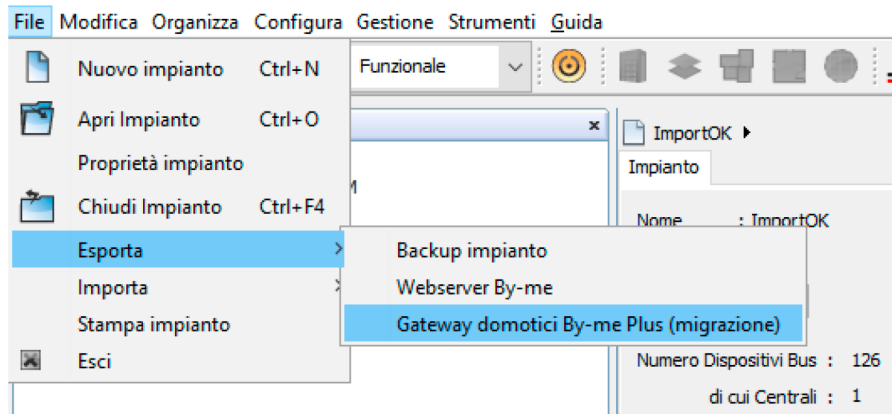 File Modifica Organizza Configura Gestione Strumenti Guida
Nuovo impianto Ctrl+N
Funzionale
Apri Impianto Ctrl+O
Proprietà impianto
Chiudi Impianto Ctrl+F4
Esporta
Importa
Stampa impianto
Esci
Backup impianto
Webserver By-me
Gateway domotici By-me Plus (migrazione)
ImportOK
Impianto
Nome : ImportOK
Numero Dispositivi Bus : 126
di cui Centrali : 1